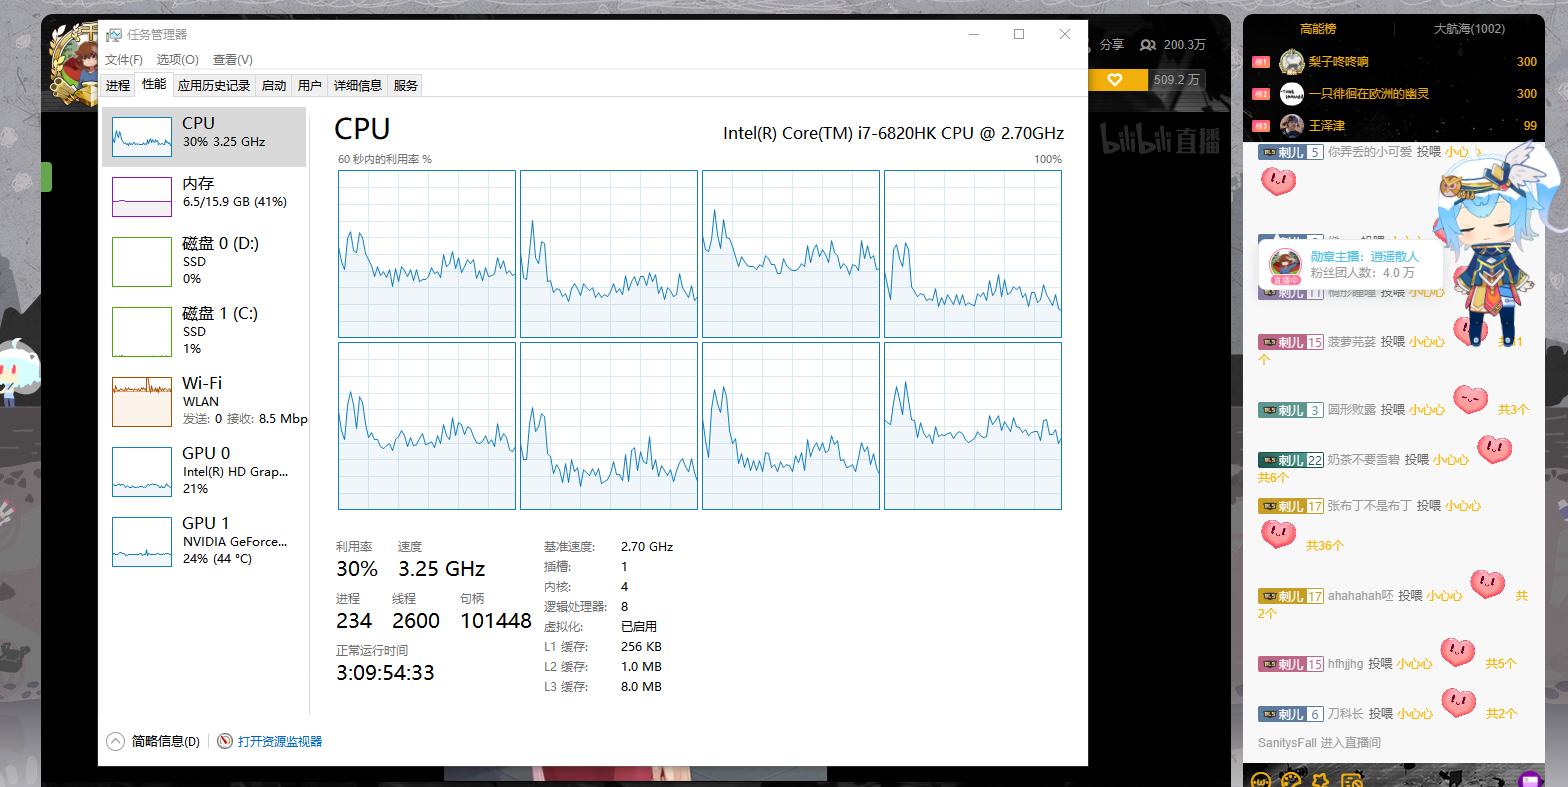 任务管理器
文件(F) 选项(O) 查看(V)
进程 性能 应用历史记录 启动 用户 详细信息 服务
CPU
30% 3.25 GHz
内存
6.5/15.9 GB (41%)
磁盘 0 (D:)
SSD
0%
磁盘 1 (C:)
SSD
1%
Wi-Fi
WLAN
发送: 0 接收: 8.5 Mbp
GPU 0
Intel(R) HD Grap...
21%
GPU 1
NVIDIA GeForce...
24% (44 °C)
CPU
Intel(R) Core(TM) i7-6820HK CPU @ 2.70GHz
60 秒内的利用率 %
100%
利用率 速度
30% 3.25 GHz
进程 线程 句柄
234 2600 101448
正常运行时间
3:09:54:33
基准速度: 2.70 GHz
插槽: 1
内核: 4
逻辑处理器: 8
虚拟化: 已启用
L1 缓存: 256 KB
L2 缓存: 1.0 MB
L3 缓存: 8.0 MB
简略信息(D) 打开资源监视器
分享 200.3万
509.2 万
bilibili 直播
高能榜 大航海(1002)
梨子咚咚响 300
一只徘徊在欧洲的幽灵 300
王泽津 99
刺儿 5 你弄丢的小可爱 投喂 小心心
勋章主播：逍遥散人
粉丝团人数：4.0 万
直播中
11 投喂 小心心
刺儿 15 菠萝芫荽 投喂 小心心 共11
个
刺儿 3 圆形败露 投喂 小心心 共3个
刺儿 22 奶茶不要雪碧 投喂 小心心
共6个
刺儿 17 张布丁不是布丁 投喂 小心心
共36个
刺儿 17 ahahahah呸 投喂 小心心 共
2个
刺儿 15 hfhjjhg 投喂 小心心 共5个
刺儿 6 刀科长 投喂 小心心 共2个
SanitysFall 进入直播间